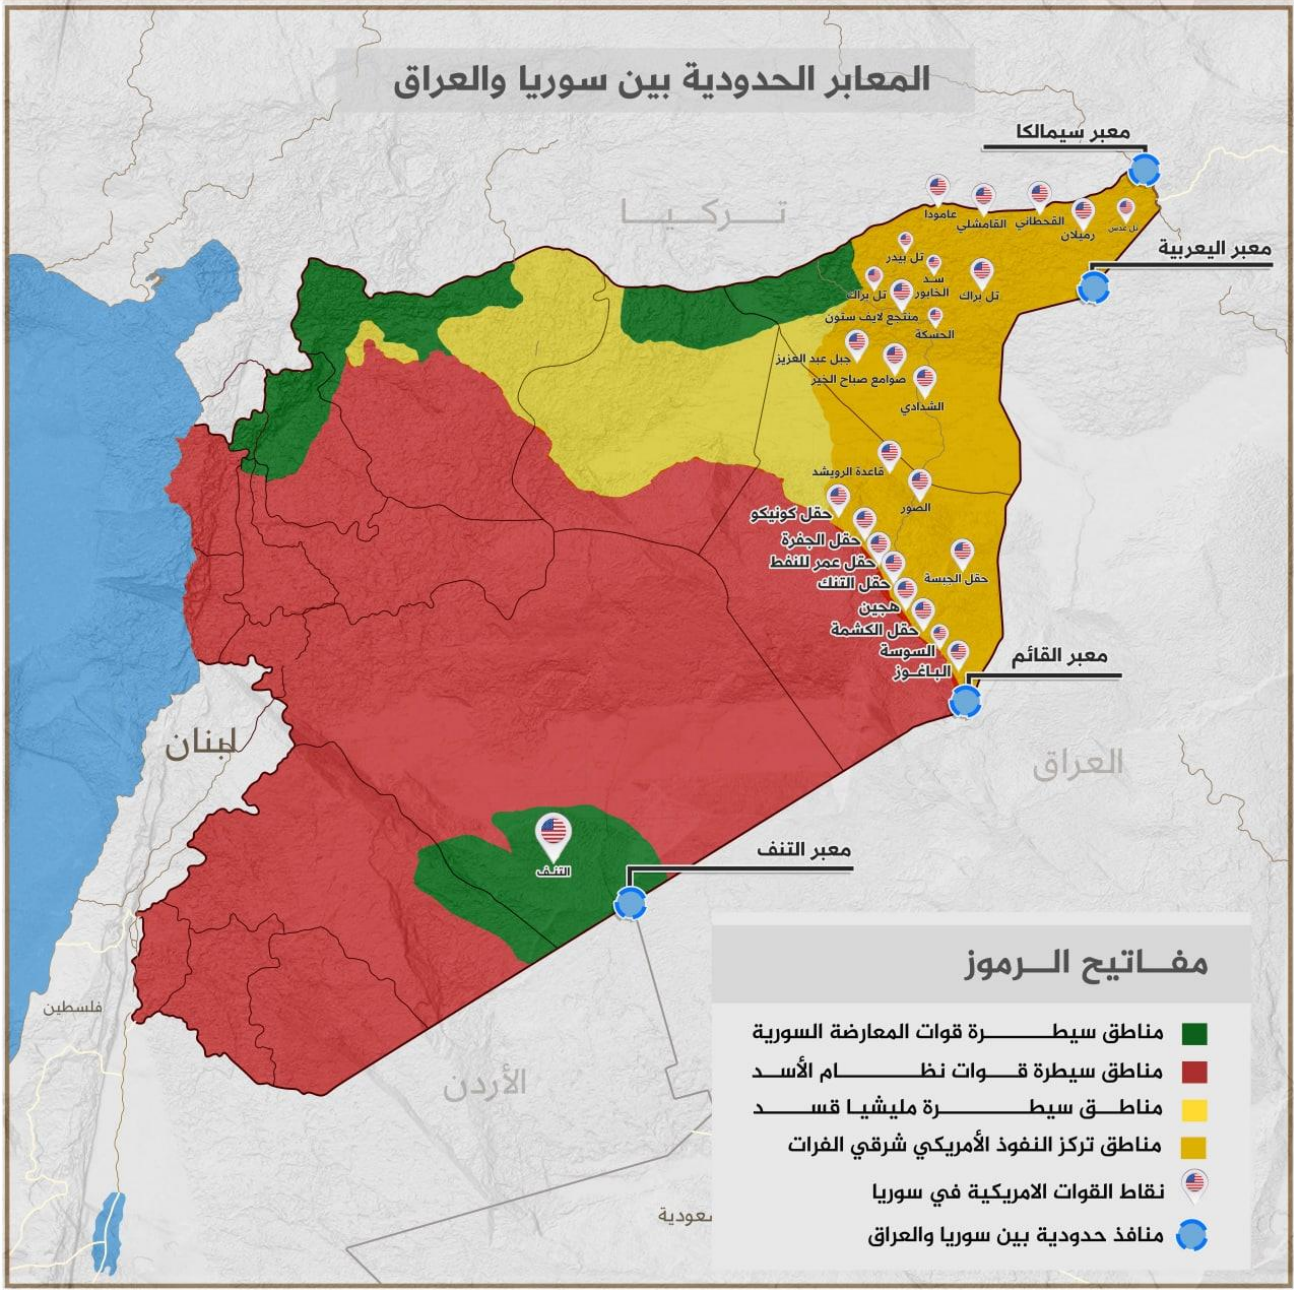 المعابر الحدودية بين سوريا والعراق
معبر سيمالكا
تركيا
عامودا
القامشلي
القحطاني
رميلان
تل عدس
معبر اليعربية
تل بيدر
سد الخابور
تل براك
تل براك
منتجع لايف ستون
الحسكة
جبل عبد العزيز
صوامع صباح الخير
الشدادي
قاعدة الرويشد
الصور
حقل كونيكو
حقل الجفرة
حقل عمر للنفط
حقل الجبسة
حقل التنك
هجين
حقل الكشمة
السوسة
الباغوز
معبر القائم
لبنان
العراق
التنف
معبر التنف
فلسطين
الأردن
سعودية
مفاتيح الرموز
مناطق سيطرة قوات المعارضة السورية
مناطق سيطرة قوات نظام الأسد
مناطق سيطرة مليشيا قسد
مناطق تركز النفوذ الأمريكي شرقي الفرات
نقاط القوات الامريكية في سوريا
منافذ حدودية بين سوريا والعراق